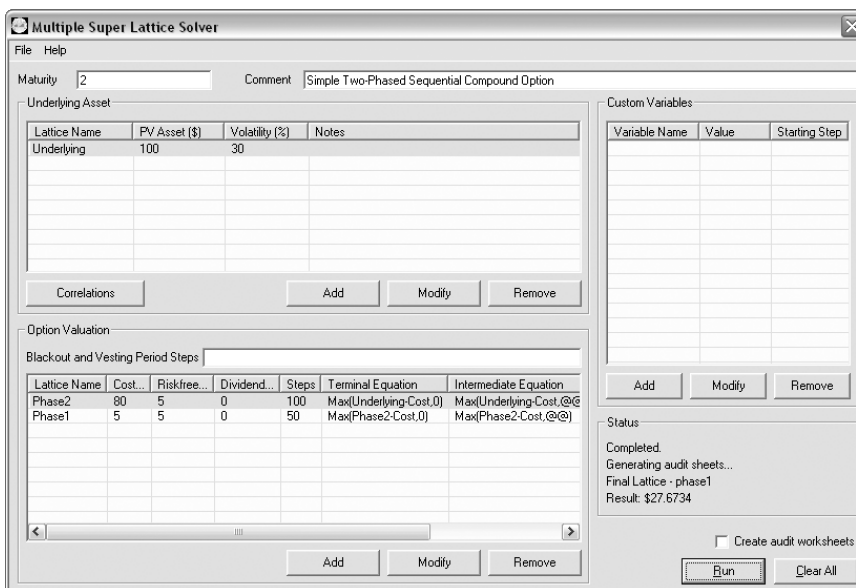 Multiple Super Lattice Solver
File Help
Maturity 2 Comment Simple Two-Phased Sequential Compound Option
Underlying Asset
Lattice Name PV Asset ($) Volatility (%) Notes
Underlying 100 30
Correlations Add Modify Remove
Custom Variables
Variable Name Value Starting Step
Add Modify Remove
Option Valuation
Blackout and Vesting Period Steps
Lattice Name Cost... Riskfree... Dividend... Steps Terminal Equation Intermediate Equation
Phase2 80 5 0 100 Max(Underlying-Cost,0) Max(Underlying-Cost,@@
Phase1 5 5 0 50 Max(Phase2-Cost,0) Max(Phase2-Cost,@@)
Add Modify Remove
Status
Completed.
Generating audit sheets...
Final Lattice - phase1
Result: $27.6734
Create audit worksheets
Run Clear All